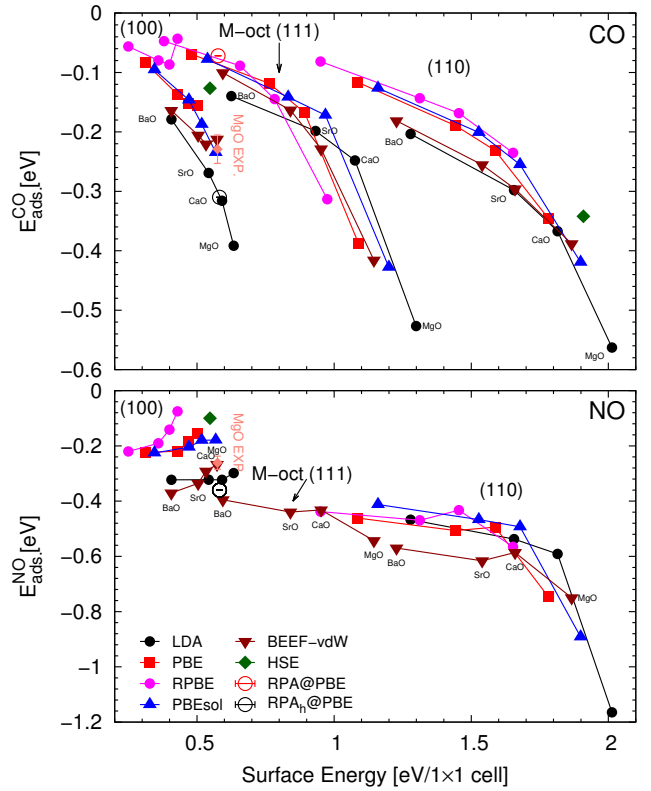 (100)
M-oct (111)
CO
(110)
0
−0.1
−0.2
−0.3
−0.4
−0.5
−0.6
E^CO_ads. [eV]
BaO
SrO
CaO
MgO
MgO EXP.
BaO
SrO
CaO
MgO
BaO
SrO
CaO
MgO
(100)
NO
0
−0.2
−0.4
−0.6
−0.8
−1
−1.2
E^NO_ads. [eV]
MgO
CaO
MgO EXP.
M-oct (111)
(110)
BaO
SrO
BaO
SrO
CaO
MgO
BaO
SrO
CaO
MgO
LDA
PBE
RPBE
PBEsol
BEEF−vdW
HSE
RPA@PBE
RPA_h@PBE
0.5
1
1.5
2
Surface Energy [eV/1×1 cell]